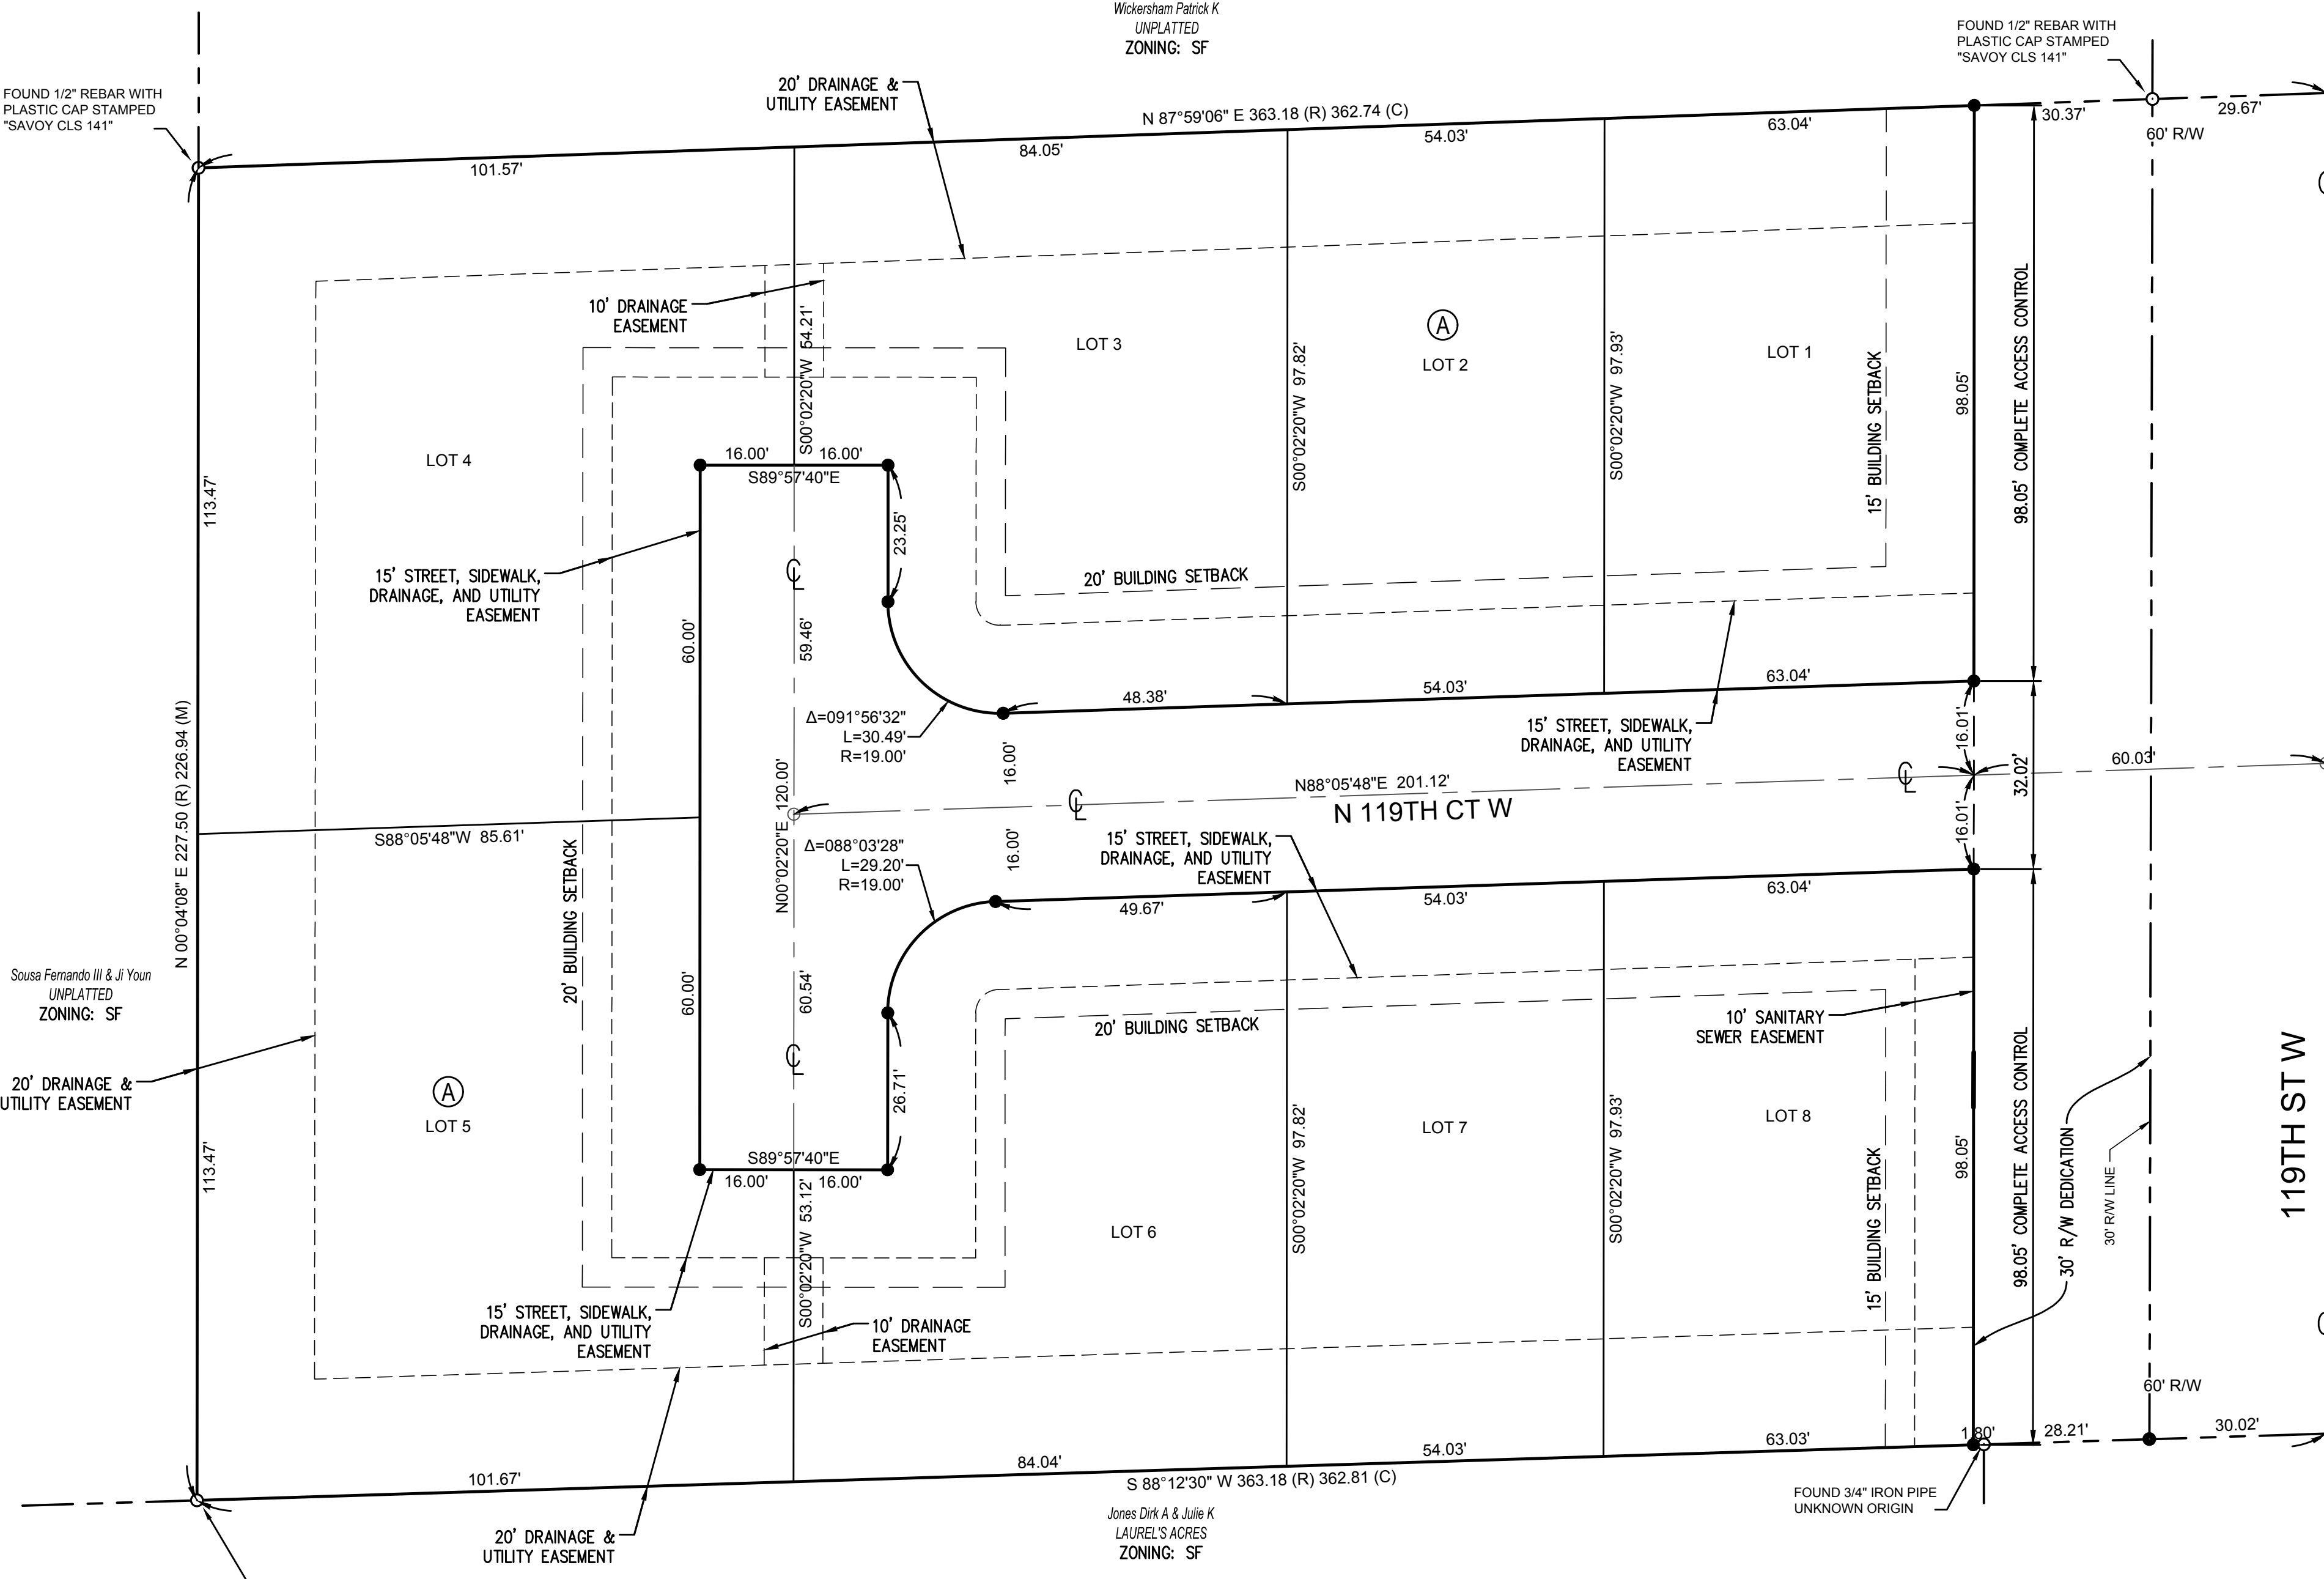 Wickersham Patrick K
UNPLATTED
ZONING: SF
FOUND 1/2" REBAR WITH
PLASTIC CAP STAMPED
"SAVOY CLS 141"
FOUND 1/2" REBAR WITH
PLASTIC CAP STAMPED
"SAVOY CLS 141"
20' DRAINAGE &
UTILITY EASEMENT
N 87°59'06" E 363.18 (R) 362.74 (C)
101.57'
84.05'
54.03'
63.04'
30.37'
29.67'
60' R/W
10' DRAINAGE
EASEMENT
S00°02'20"W 54.21'
LOT 3
A
LOT 2
LOT 1
S00°02'20"W 97.82'
S00°02'20"W 97.93'
15' BUILDING SETBACK
98.05'
98.05' COMPLETE ACCESS CONTROL
LOT 4
113.47'
16.00'
16.00'
S89°57'40"E
23.25'
15' STREET, SIDEWALK,
DRAINAGE, AND UTILITY
EASEMENT
20' BUILDING SETBACK
60.00'
59.46'
48.38'
54.03'
63.04'
Δ=091°56'32"
L=30.49'
R=19.00'
16.00'
15' STREET, SIDEWALK,
DRAINAGE, AND UTILITY
EASEMENT
16.01'
32.02'
60.03'
N88°05'48"E 201.12'
N 119TH CT W
N00°02'20"E 120.00'
S88°05'48"W 85.61'
N 00°04'08" E 227.50 (R) 226.94 (M)
Δ=088°03'28"
L=29.20'
R=19.00'
16.00'
15' STREET, SIDEWALK,
DRAINAGE, AND UTILITY
EASEMENT
16.01'
49.67'
54.03'
63.04'
20' BUILDING SETBACK
60.00'
60.54'
Sousa Fernando III & Ji Youn
UNPLATTED
ZONING: SF
20' BUILDING SETBACK
10' SANITARY
SEWER EASEMENT
20' DRAINAGE &
UTILITY EASEMENT
A
LOT 5
26.71'
LOT 7
LOT 8
113.47'
S89°57'40"E
16.00'
16.00'
S00°02'20"W 53.12'
LOT 6
S00°02'20"W 97.82'
S00°02'20"W 97.93'
15' BUILDING SETBACK
98.05'
98.05' COMPLETE ACCESS CONTROL
30' R/W DEDICATION
30' R/W LINE
119TH ST W
15' STREET, SIDEWALK,
DRAINAGE, AND UTILITY
EASEMENT
10' DRAINAGE
EASEMENT
60' R/W
101.67'
84.04'
54.03'
63.03'
1.80'
28.21'
30.02'
S 88°12'30" W 363.18 (R) 362.81 (C)
FOUND 3/4" IRON PIPE
UNKNOWN ORIGIN
20' DRAINAGE &
UTILITY EASEMENT
Jones Dirk A & Julie K
LAUREL'S ACRES
ZONING: SF